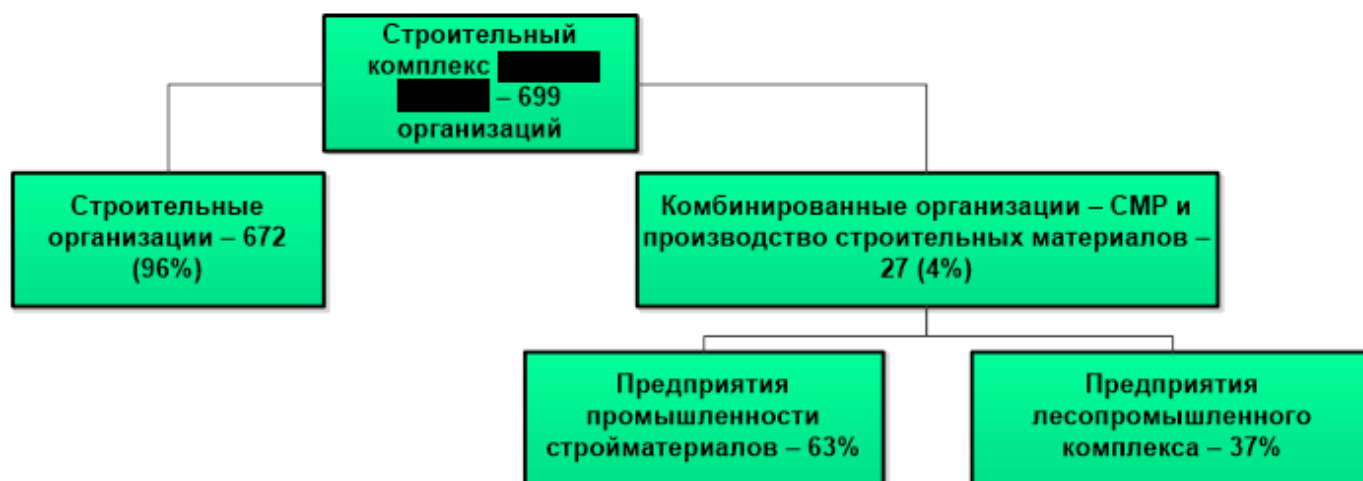 Строительный
комплекс
– 699
организаций
Строительные
организации – 672
(96%)
Комбинированные организации – СМР и
производство строительных материалов –
27 (4%)
Предприятия
промышленности
стройматериалов – 63%
Предприятия
лесопромышленного
комплекса – 37%